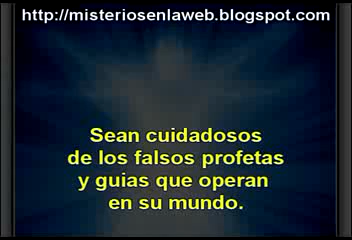 http://misteriosenlaweb.blogspot.com
Sean cuidadosos
de los falsos profetas
y guias que operan
en su mundo.